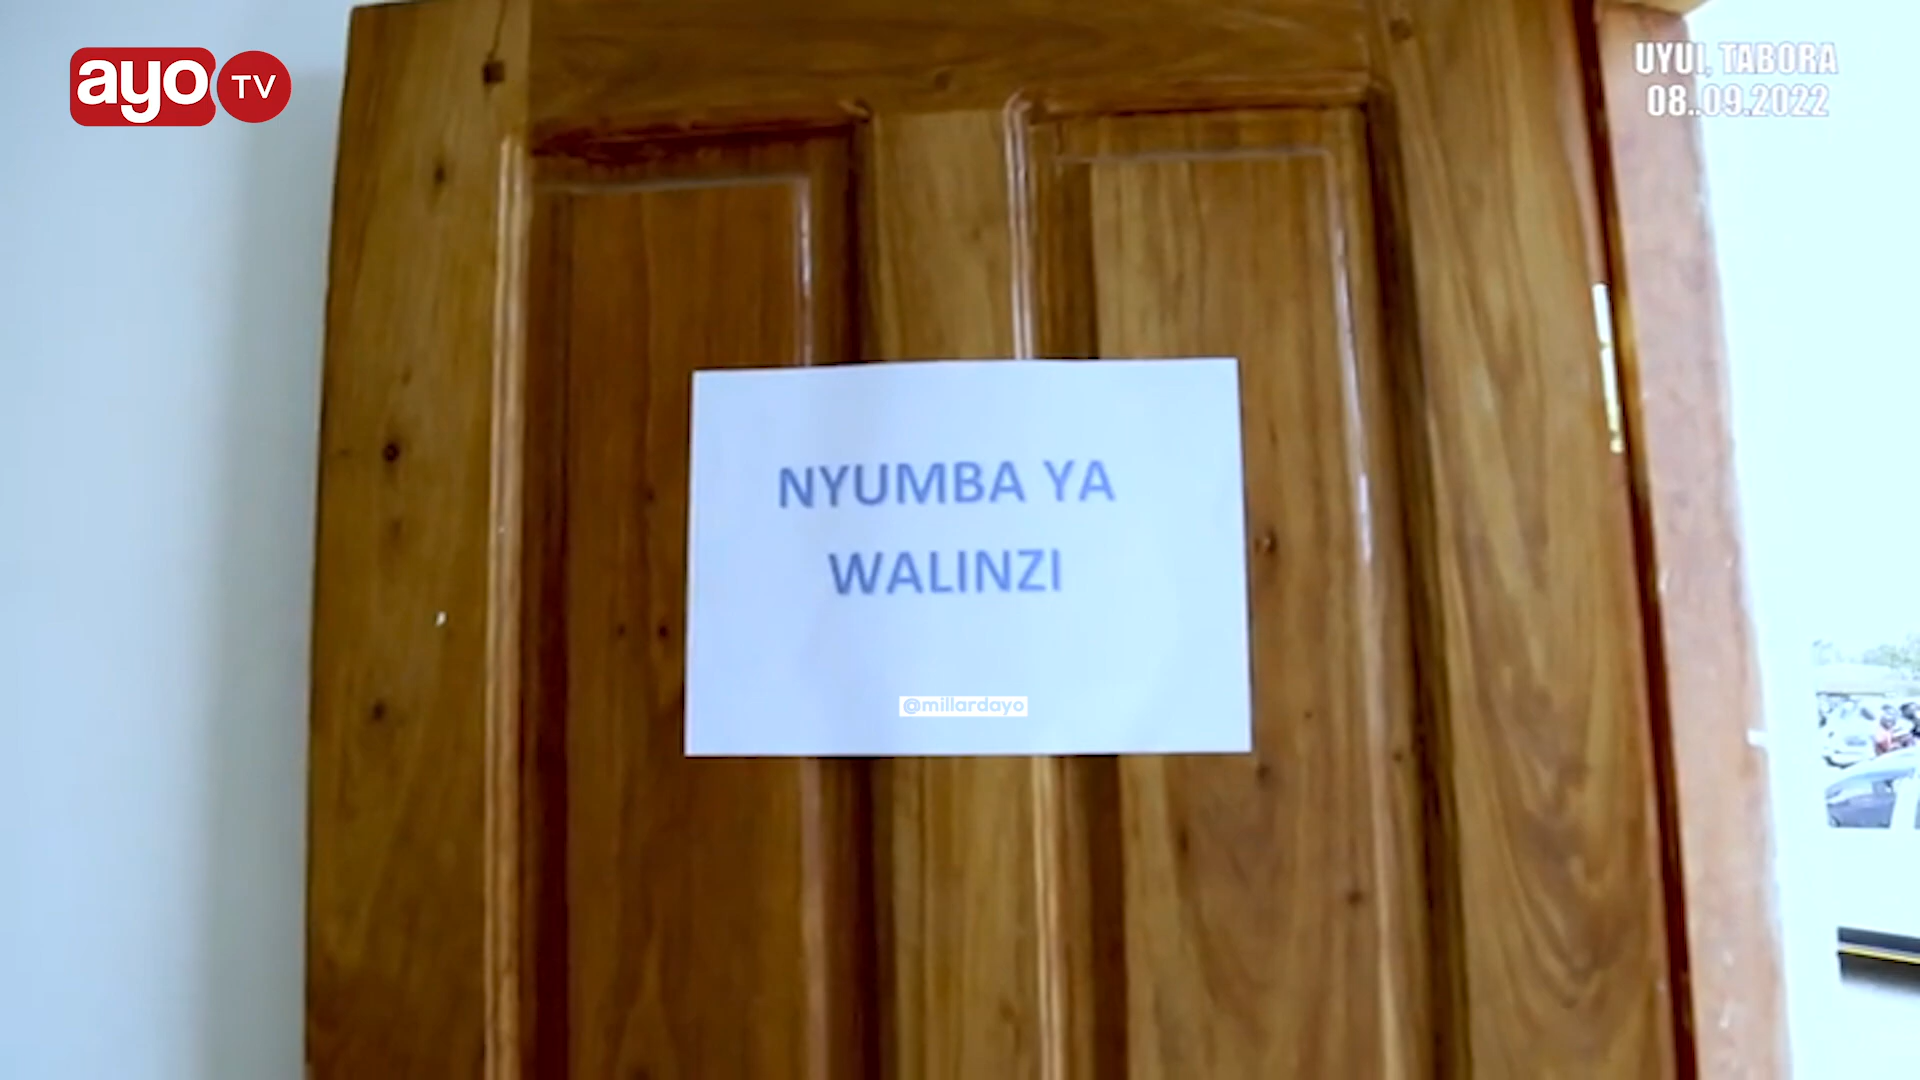 ayo TV
UYUI, TABORA
08..09.2022
NYUMBA YA
WALINZI
@millardayo